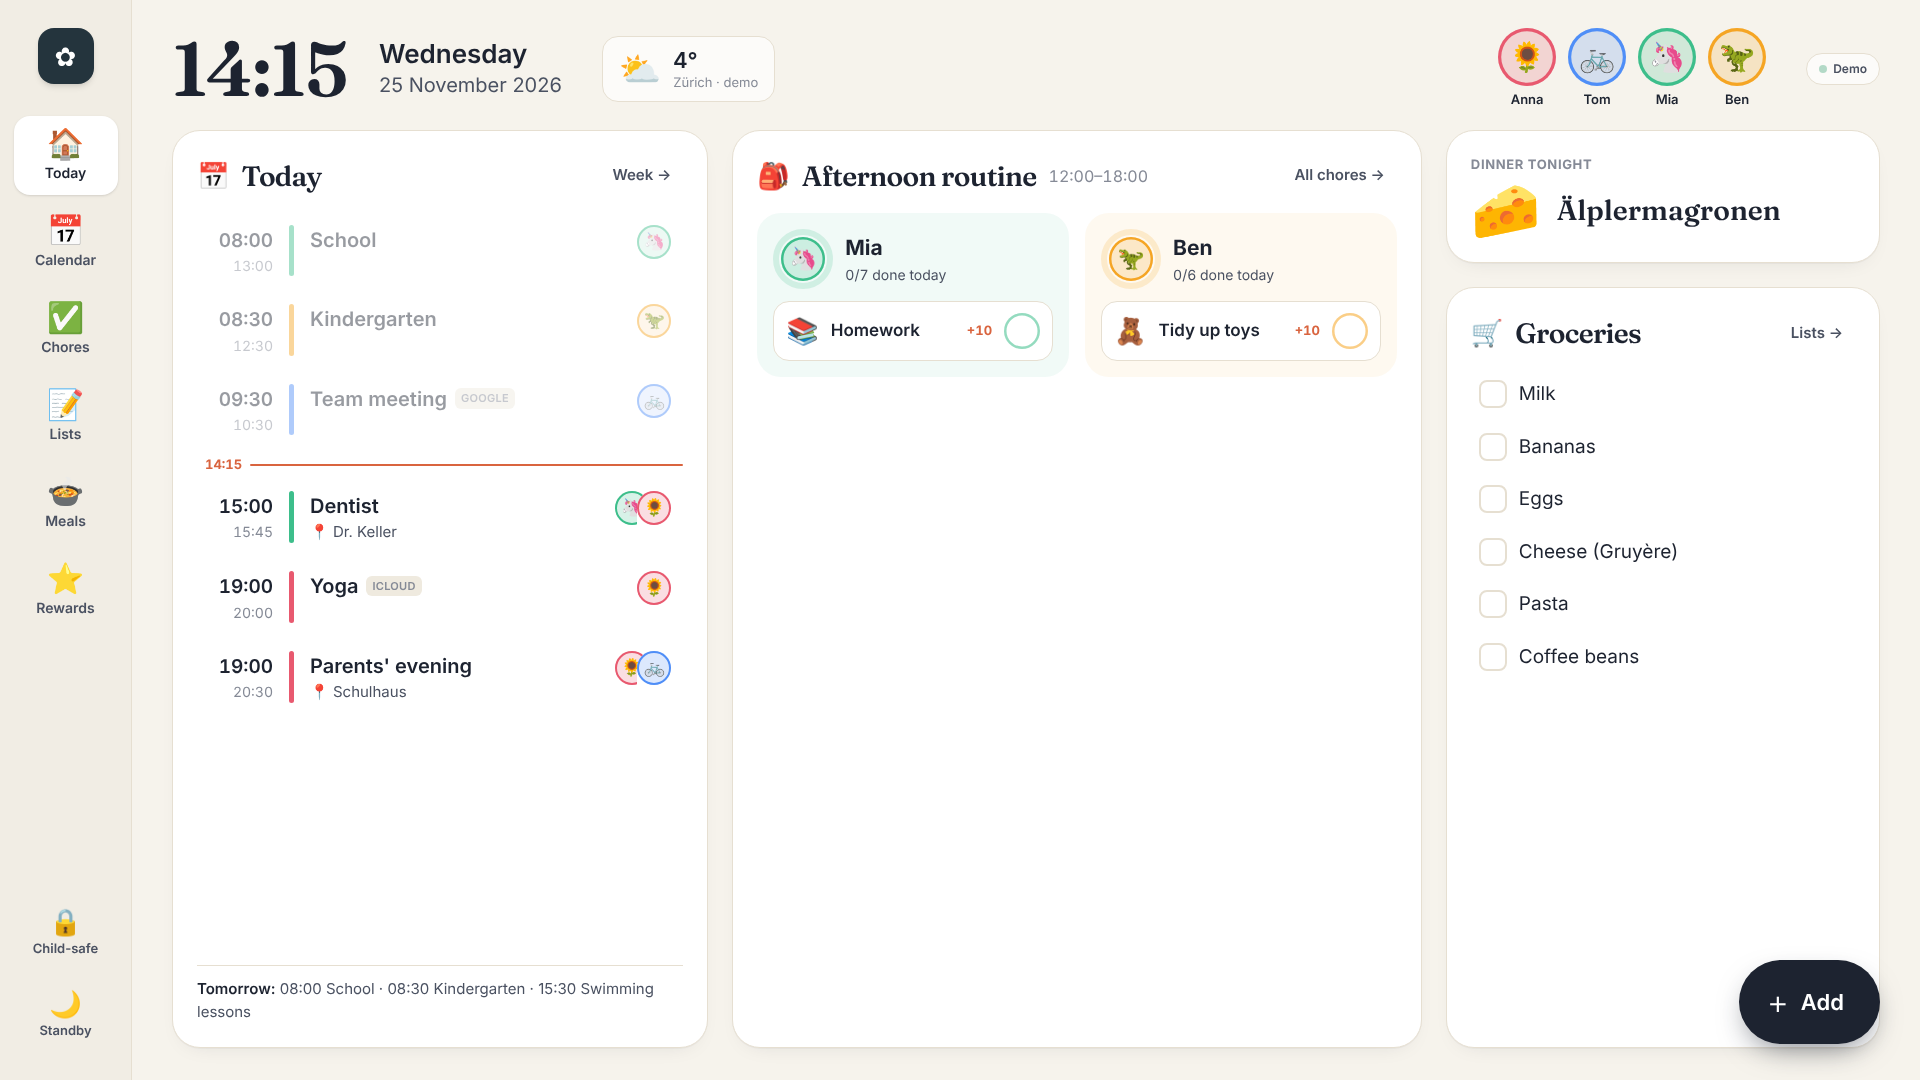 14:15
Wednesday
25 November 2026
4°
Zürich · demo
Anna
Tom
Mia
Ben
Demo
Today
Calendar
Chores
Lists
Meals
Rewards
Child-safe
Standby
Today
Week →
08:00
13:00
School
08:30
12:30
Kindergarten
09:30
10:30
Team meeting GOOGLE
14:15
15:00
15:45
Dentist
Dr. Keller
19:00
20:00
Yoga ICLOUD
19:00
20:30
Parents' evening
Schulhaus
Tomorrow: 08:00 School · 08:30 Kindergarten · 15:30 Swimming
lessons
Afternoon routine 12:00–18:00
All chores →
Mia
0/7 done today
Homework +10
Ben
0/6 done today
Tidy up toys +10
DINNER TONIGHT
Älplermagronen
Groceries
Lists →
Milk
Bananas
Eggs
Cheese (Gruyère)
Pasta
Coffee beans
+ Add